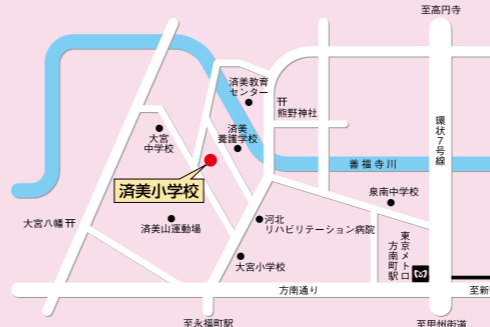 至高円寺
済美教育
センター
熊野神社
環状7号線
大宮
中学校
済美
養護学校
善福寺川
済美小学校
泉南中学校
大宮八幡
済美山運動場
河北
リハビリテーション病院
東京メトロ
方南町駅
大宮小学校
方南通り
至新
至永福町駅
至甲州街道